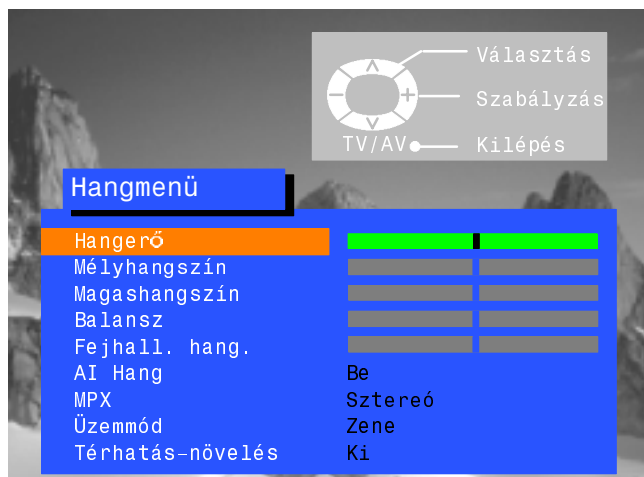 Választás
Szabályzás
TV/AV Kilépés
Hangmenü
Hangerő
Mélyhangszín
Magashangszín
Balansz
Fejhall. hang.
AI Hang Be
MPX Sztereó
Üzemmód Zene
Térhatás-növelés Ki